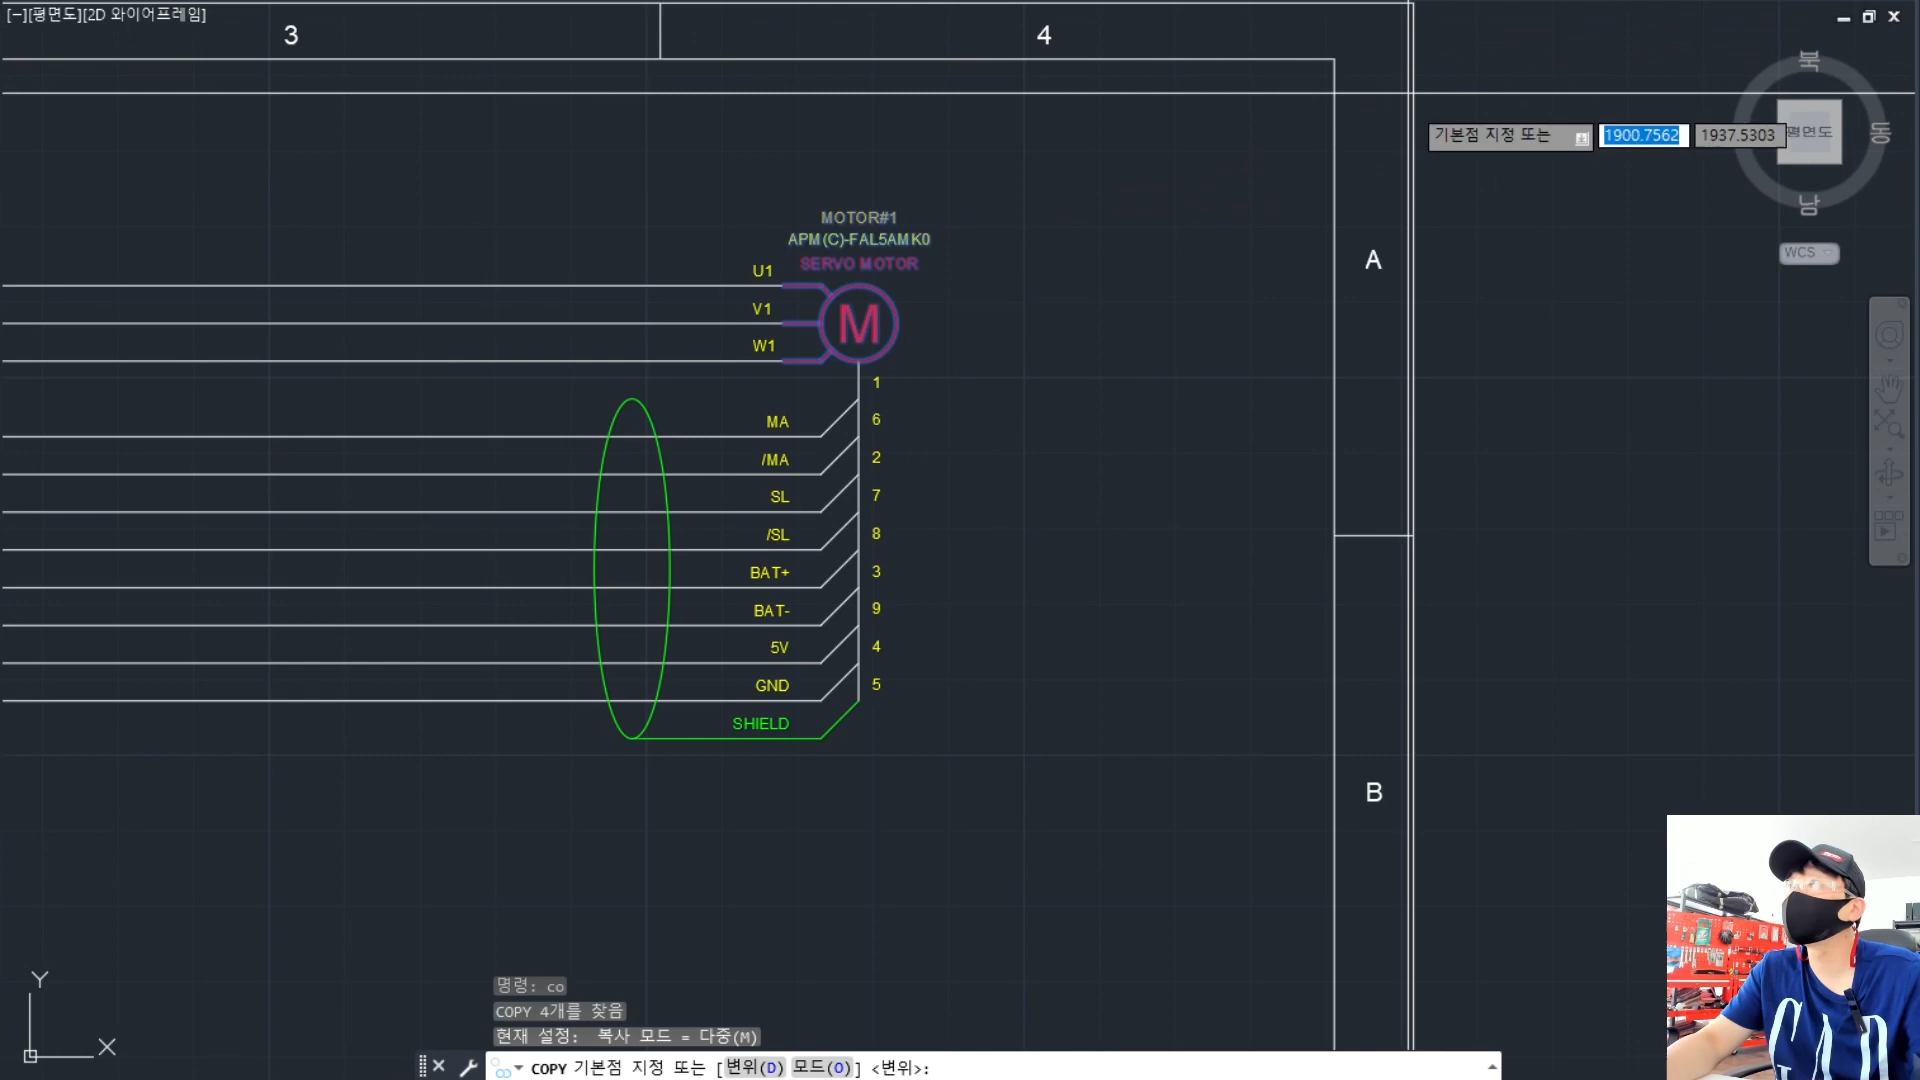 [−][평면도][2D 와이어프레임]
3
4
북
기본점 지정 또는
1900.7562
1937.5303
평면도
동
남
WCS
MOTOR#1
APM(C)-FAL5AMK0
SERVO MOTOR
U1
V1
W1
M
A
1
MA
6
/MA
2
SL
7
/SL
8
BAT+
3
BAT-
9
5V
4
GND
5
SHIELD
B
Y
X
명령: co
COPY 4개를 찾음
현재 설정: 복사 모드 = 다중(M)
COPY 기본점 지정 또는 [변위(D) 모드(O)] <변위>: